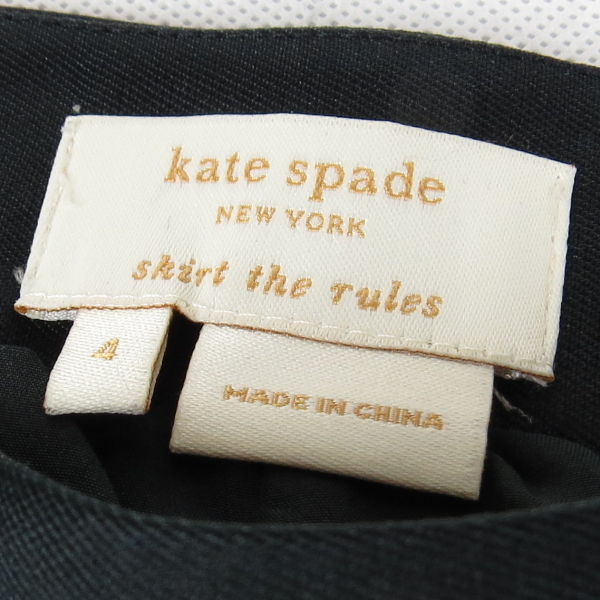 kate spade
NEW YORK
skirt the rules
4
MADE IN CHINA